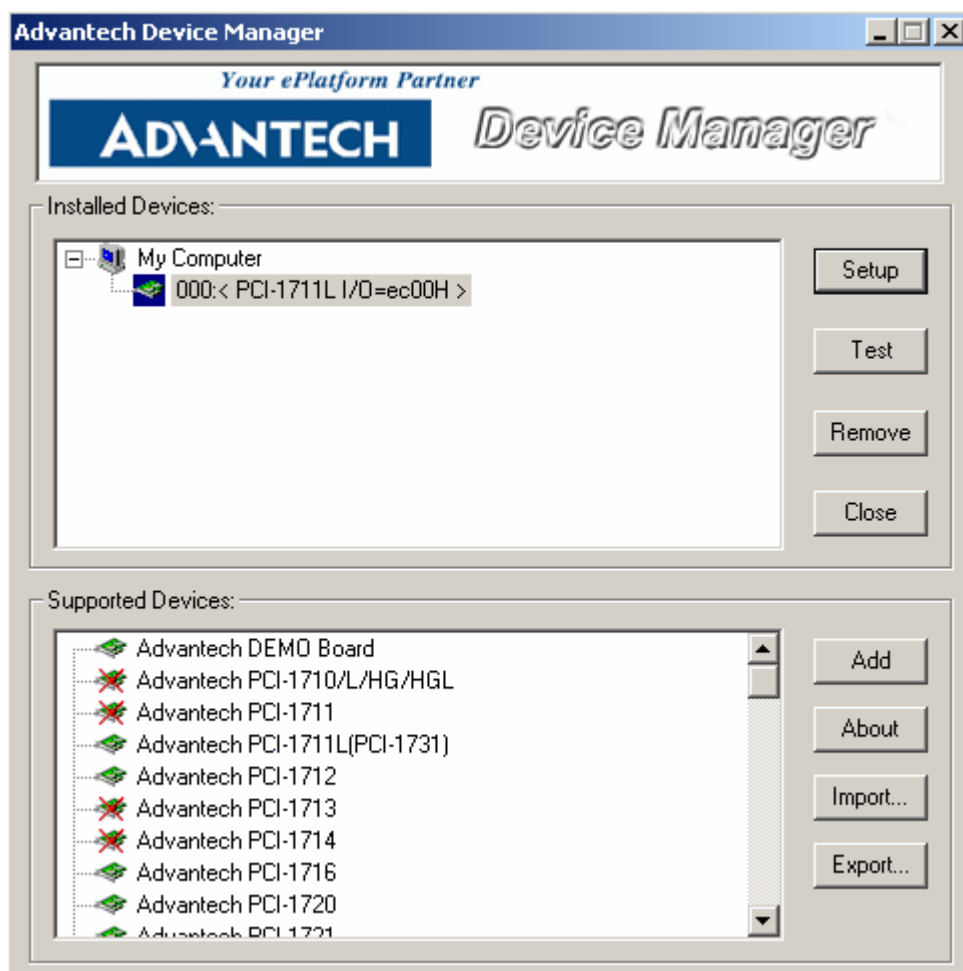 Advantech Device Manager
Your ePlatform Partner
ADVANTECH Device Manager
Installed Devices:
My Computer
000:< PCI-1711L I/O=ec00H >
Setup
Test
Remove
Close
Supported Devices:
Advantech DEMO Board
Advantech PCI-1710/L/HG/HGL
Advantech PCI-1711
Advantech PCI-1711L(PCI-1731)
Advantech PCI-1712
Advantech PCI-1713
Advantech PCI-1714
Advantech PCI-1716
Advantech PCI-1720
Advantech PCI-1721
Add
About
Import...
Export...